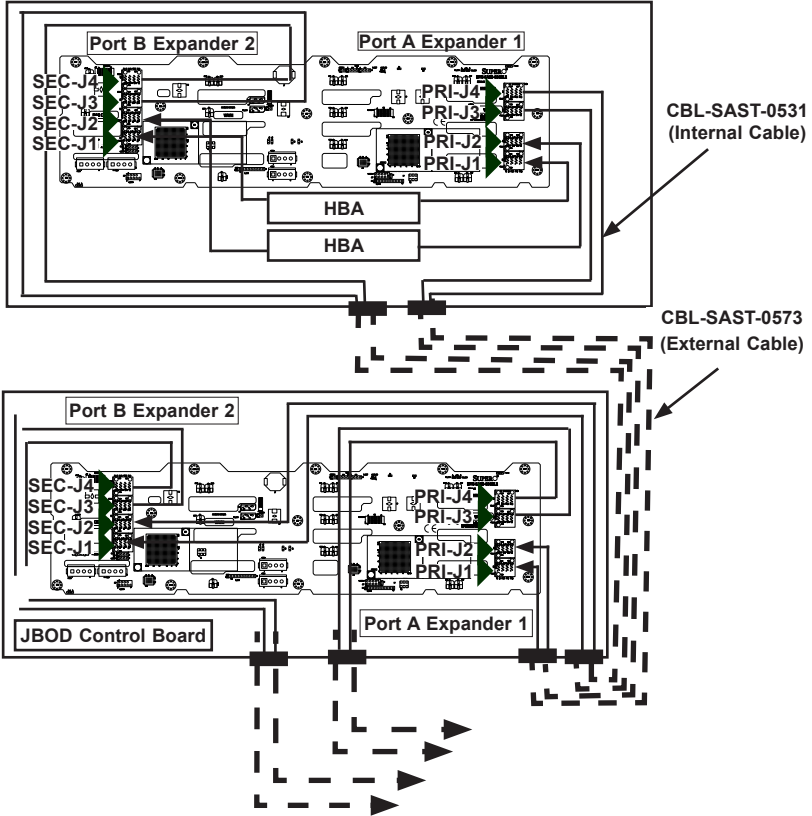 Port B Expander 2
Port A Expander 1
SEC-J4
SEC-J3
SEC-J2
SEC-J1
PRI-J4
PRI-J3
PRI-J2
PRI-J1
HBA
HBA
CBL-SAST-0531
(Internal Cable)
CBL-SAST-0573
(External Cable)
Port B Expander 2
SEC-J4
SEC-J3
SEC-J2
SEC-J1
PRI-J4
PRI-J3
PRI-J2
PRI-J1
JBOD Control Board
Port A Expander 1